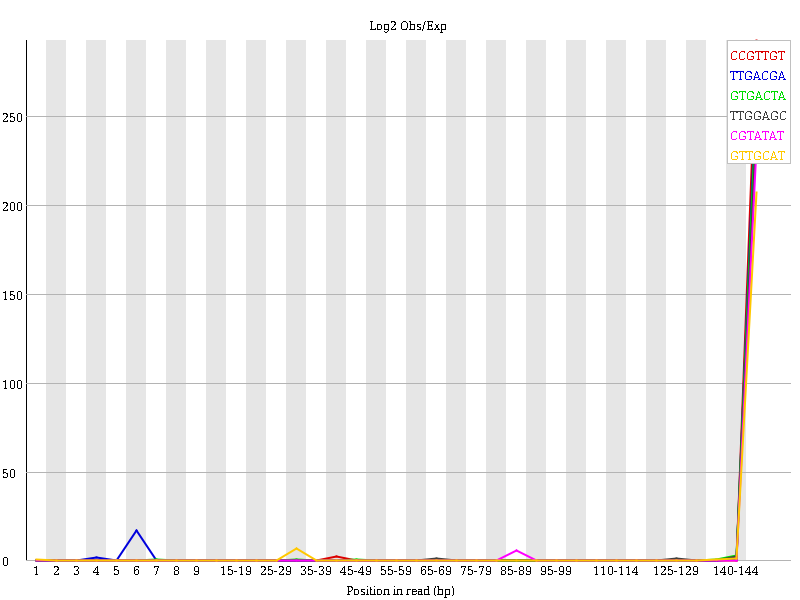 Log2 Obs/Exp
CCGTTGT
TTGACGA
GTGACTA
TTGGAGC
CGTATAT
GTTGCAT
250
200
150
100
50
0
1 2 3 4 5 6 7 8 9 15-19 25-29 35-39 45-49 55-59 65-69 75-79 85-89 95-99 110-114 125-129 140-144
Position in read (bp)